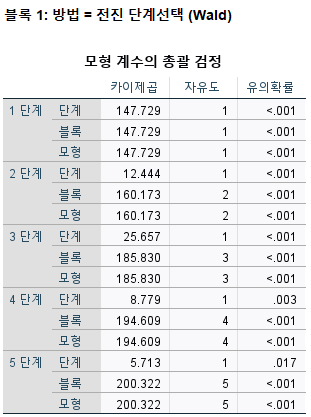 블록 1: 방법 = 전진 단계선택 (Wald)
모형 계수의 총괄 검정
카이제곱 자유도 유의확률
1 단계 단계 147.729 1 <.001
블록 147.729 1 <.001
모형 147.729 1 <.001
2 단계 단계 12.444 1 <.001
블록 160.173 2 <.001
모형 160.173 2 <.001
3 단계 단계 25.657 1 <.001
블록 185.830 3 <.001
모형 185.830 3 <.001
4 단계 단계 8.779 1 .003
블록 194.609 4 <.001
모형 194.609 4 <.001
5 단계 단계 5.713 1 .017
블록 200.322 5 <.001
모형 200.322 5 <.001